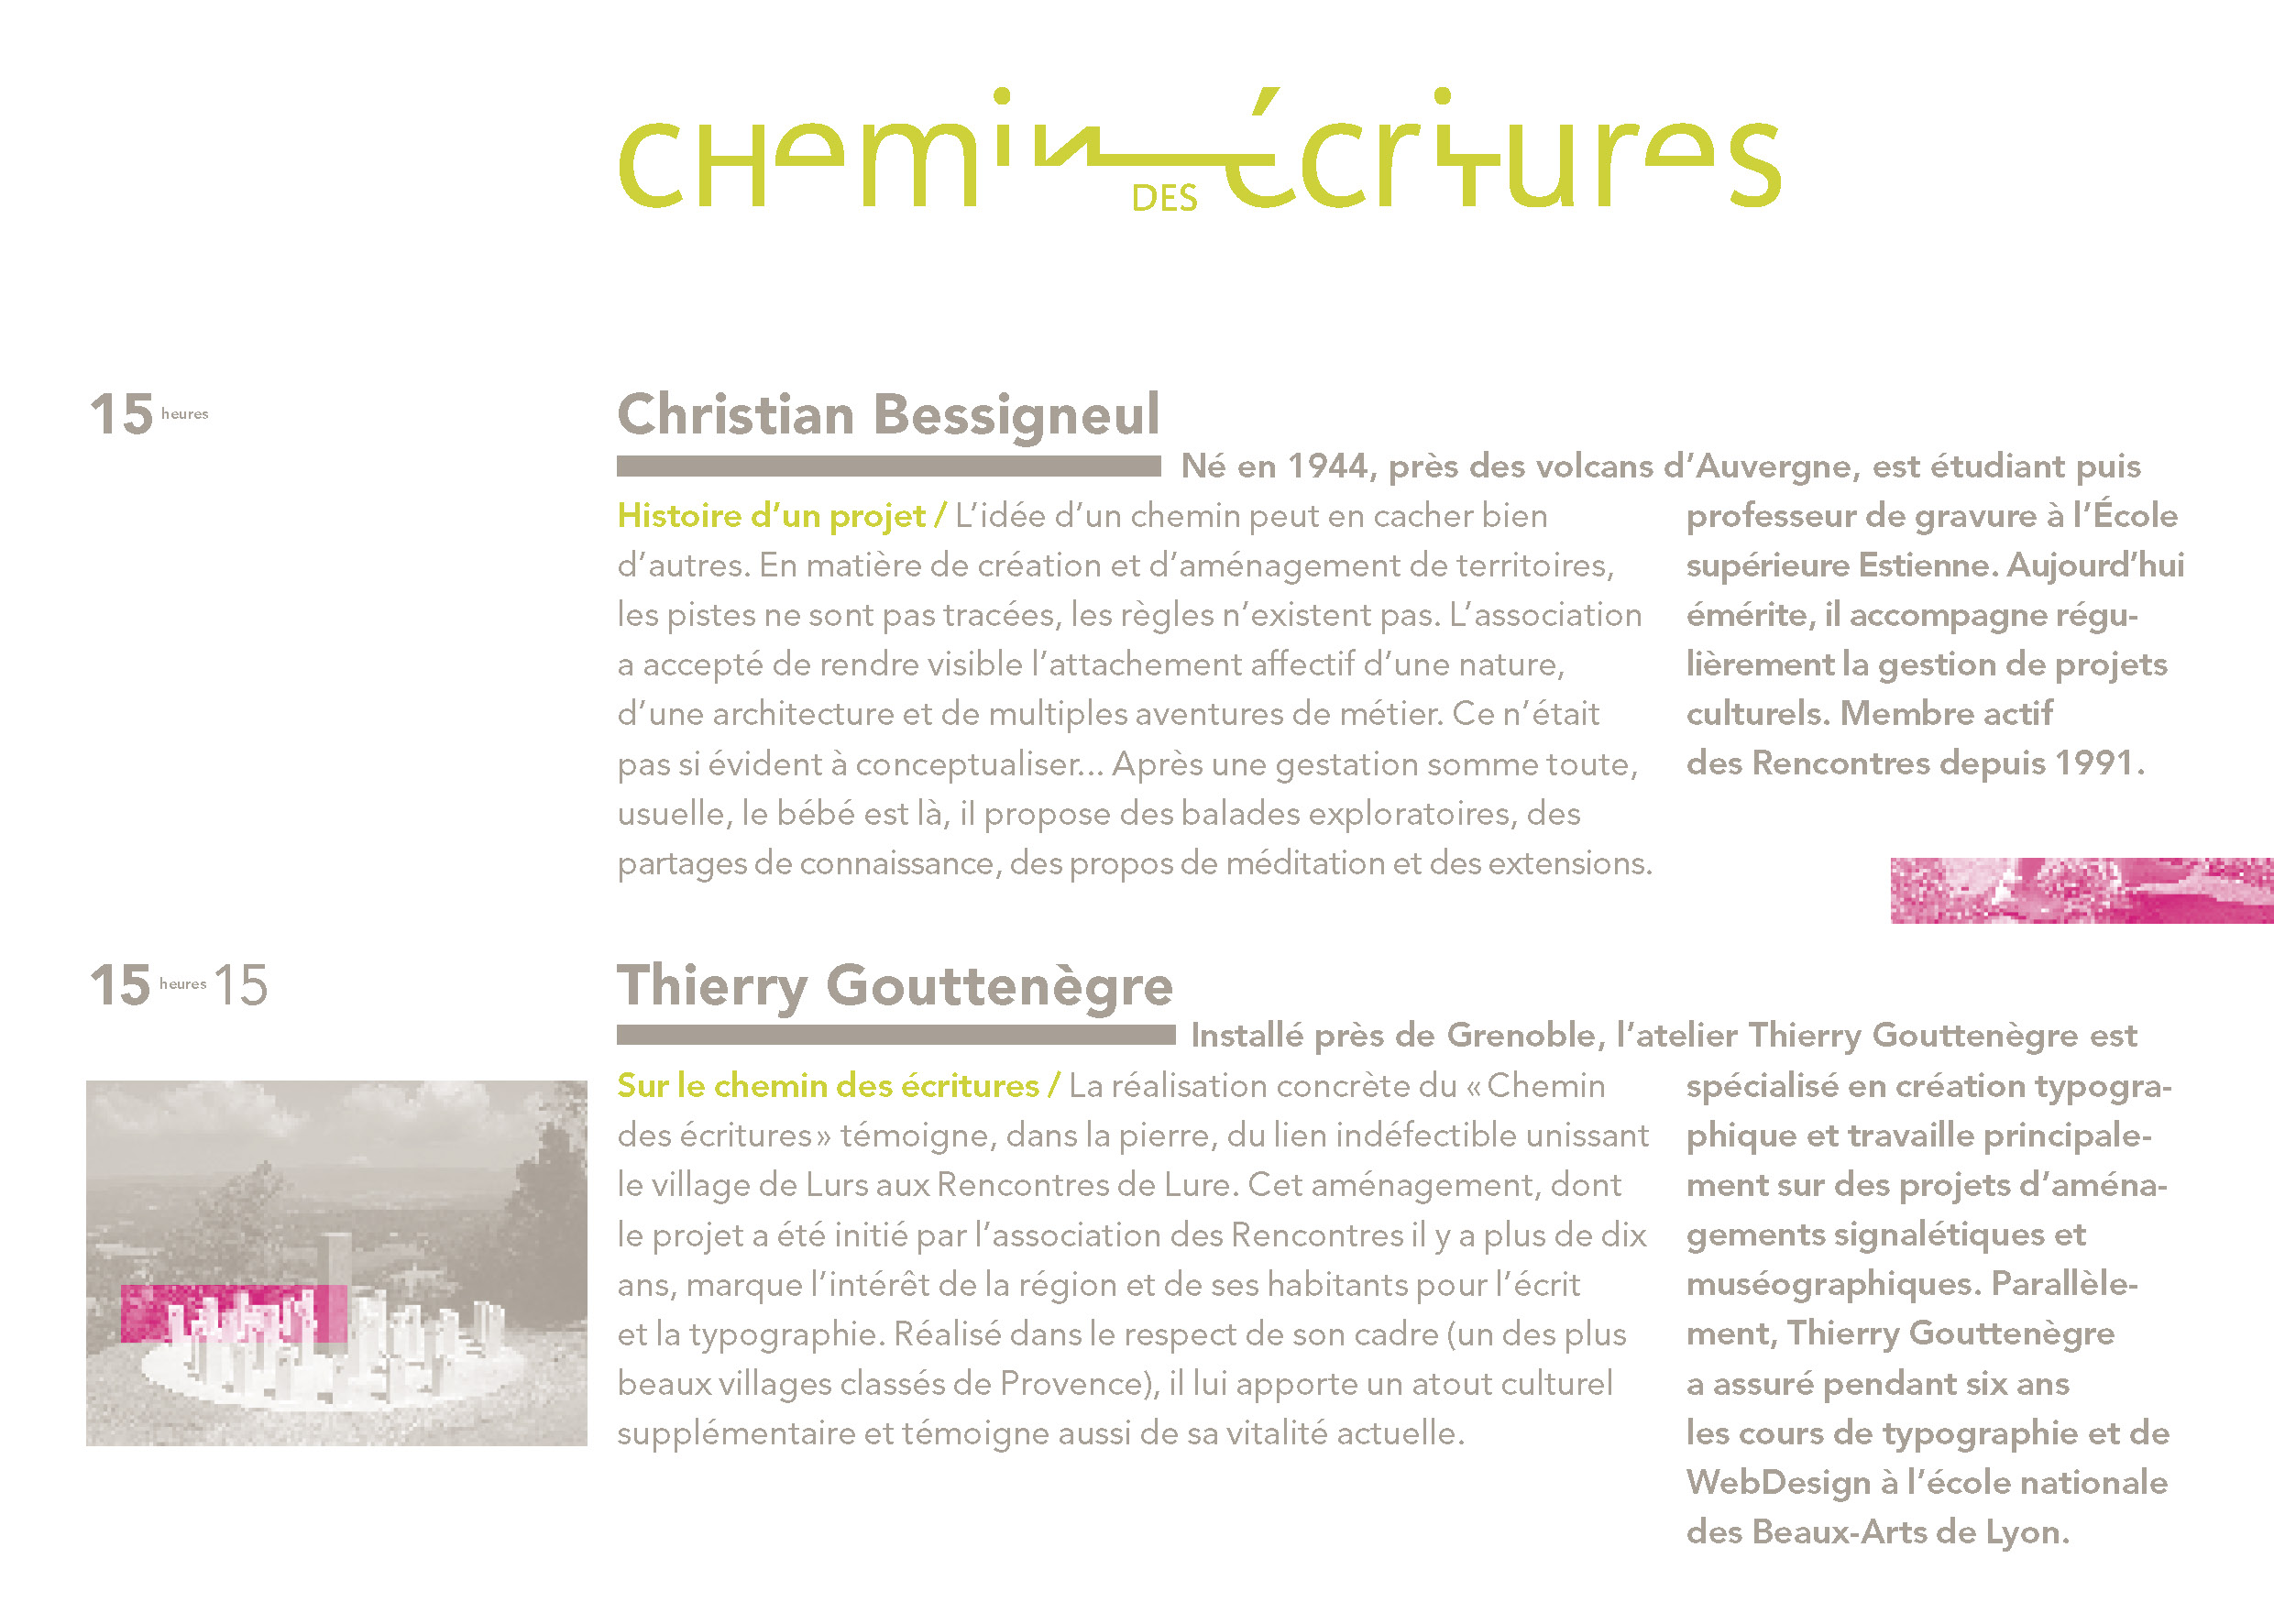 chemin DES écritures
15 heures
Christian Bessigneul
Né en 1944, près des volcans d’Auvergne, est étudiant puis
professeur de gravure à l’École
supérieure Estienne. Aujourd’hui
émérite, il accompagne régu-
lièrement la gestion de projets
culturels. Membre actif
des Rencontres depuis 1991.
Histoire d’un projet / L’idée d’un chemin peut en cacher bien
d’autres. En matière de création et d’aménagement de territoires,
les pistes ne sont pas tracées, les règles n’existent pas. L’association
a accepté de rendre visible l’attachement affectif d’une nature,
d’une architecture et de multiples aventures de métier. Ce n’était
pas si évident à conceptualiser... Après une gestation somme toute,
usuelle, le bébé est là, il propose des balades exploratoires, des
partages de connaissance, des propos de méditation et des extensions.
15 heures 15
Thierry Gouttenègre
Installé près de Grenoble, l’atelier Thierry Gouttenègre est
spécialisé en création typogra-
phique et travaille principale-
ment sur des projets d’aména-
gements signalétiques et
muséographiques. Parallèle-
ment, Thierry Gouttenègre
a assuré pendant six ans
les cours de typographie et de
WebDesign à l’école nationale
des Beaux-Arts de Lyon.
Sur le chemin des écritures / La réalisation concrète du « Chemin
des écritures » témoigne, dans la pierre, du lien indéfectible unissant
le village de Lurs aux Rencontres de Lure. Cet aménagement, dont
le projet a été initié par l’association des Rencontres il y a plus de dix
ans, marque l’intérêt de la région et de ses habitants pour l’écrit
et la typographie. Réalisé dans le respect de son cadre (un des plus
beaux villages classés de Provence), il lui apporte un atout culturel
supplémentaire et témoigne aussi de sa vitalité actuelle.